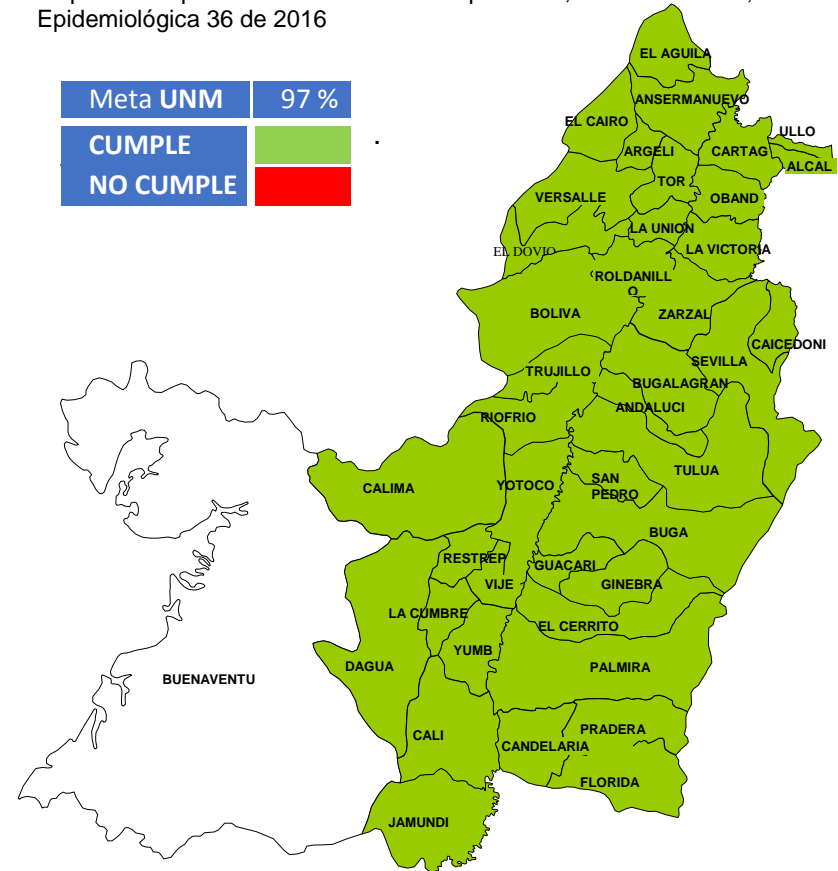 Epidemiológica 36 de 2016
Meta UNM 97 %
CUMPLE
NO CUMPLE
.
EL AGUILA
ANSERMANUEVO
EL CAIRO
ULLO
ARGELI
CARTAG
ALCAL
TOR
VERSALLE
OBAND
LA UNION
LA VICTORIA
EL DOVIO
ROLDANILL
O
BOLIVA
ZARZAL
CAICEDONI
SEVILLA
TRUJILLO
BUGALAGRAN
ANDALUCI
RIOFRIO
TULUA
CALIMA
YOTOCO
SAN
PEDRO
BUGA
RESTREP
GUACARI
VIJE
GINEBRA
LA CUMBRE
EL CERRITO
YUMB
DAGUA
PALMIRA
BUENAVENTU
CALI
PRADERA
CANDELARIA
FLORIDA
JAMUNDI